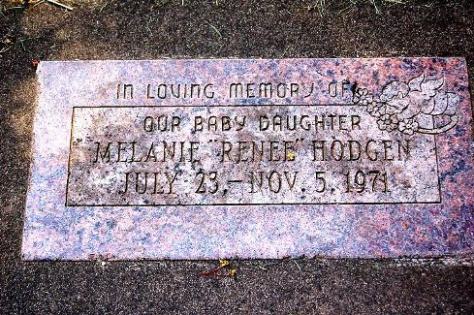 IN LOVING MEMORY OF
OUR BABY DAUGHTER
MELANIE "RENEE" HODGEN
JULY 23,-NOV. 5, 1971